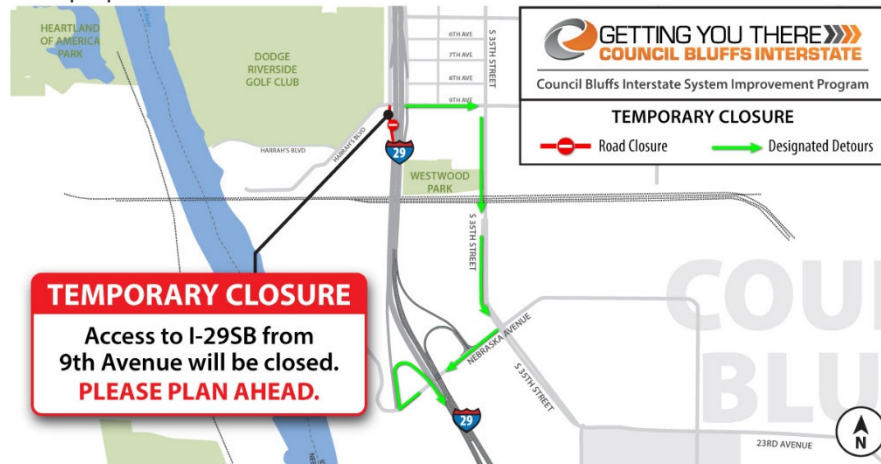 HEARTLAND
OF AMERICA
PARK
DODGE
RIVERSIDE
GOLF CLUB
6TH AVE
7TH AVE
8TH AVE
9TH AVE
S 35TH STREET
GETTING YOU THERE
COUNCIL BLUFFS INTERSTATE
Council Bluffs Interstate System Improvement Program
TEMPORARY CLOSURE
Road Closure
Designated Detours
HARRAH'S BLVD
HARRAH'S BLVD
29
WESTWOOD
PARK
S 35TH STREET
TEMPORARY CLOSURE
Access to I-29SB from
9th Avenue will be closed.
PLEASE PLAN AHEAD.
NEBRASKA AVENUE
S 35TH STREET
29
COU
BLU
23RD AVENUE
N